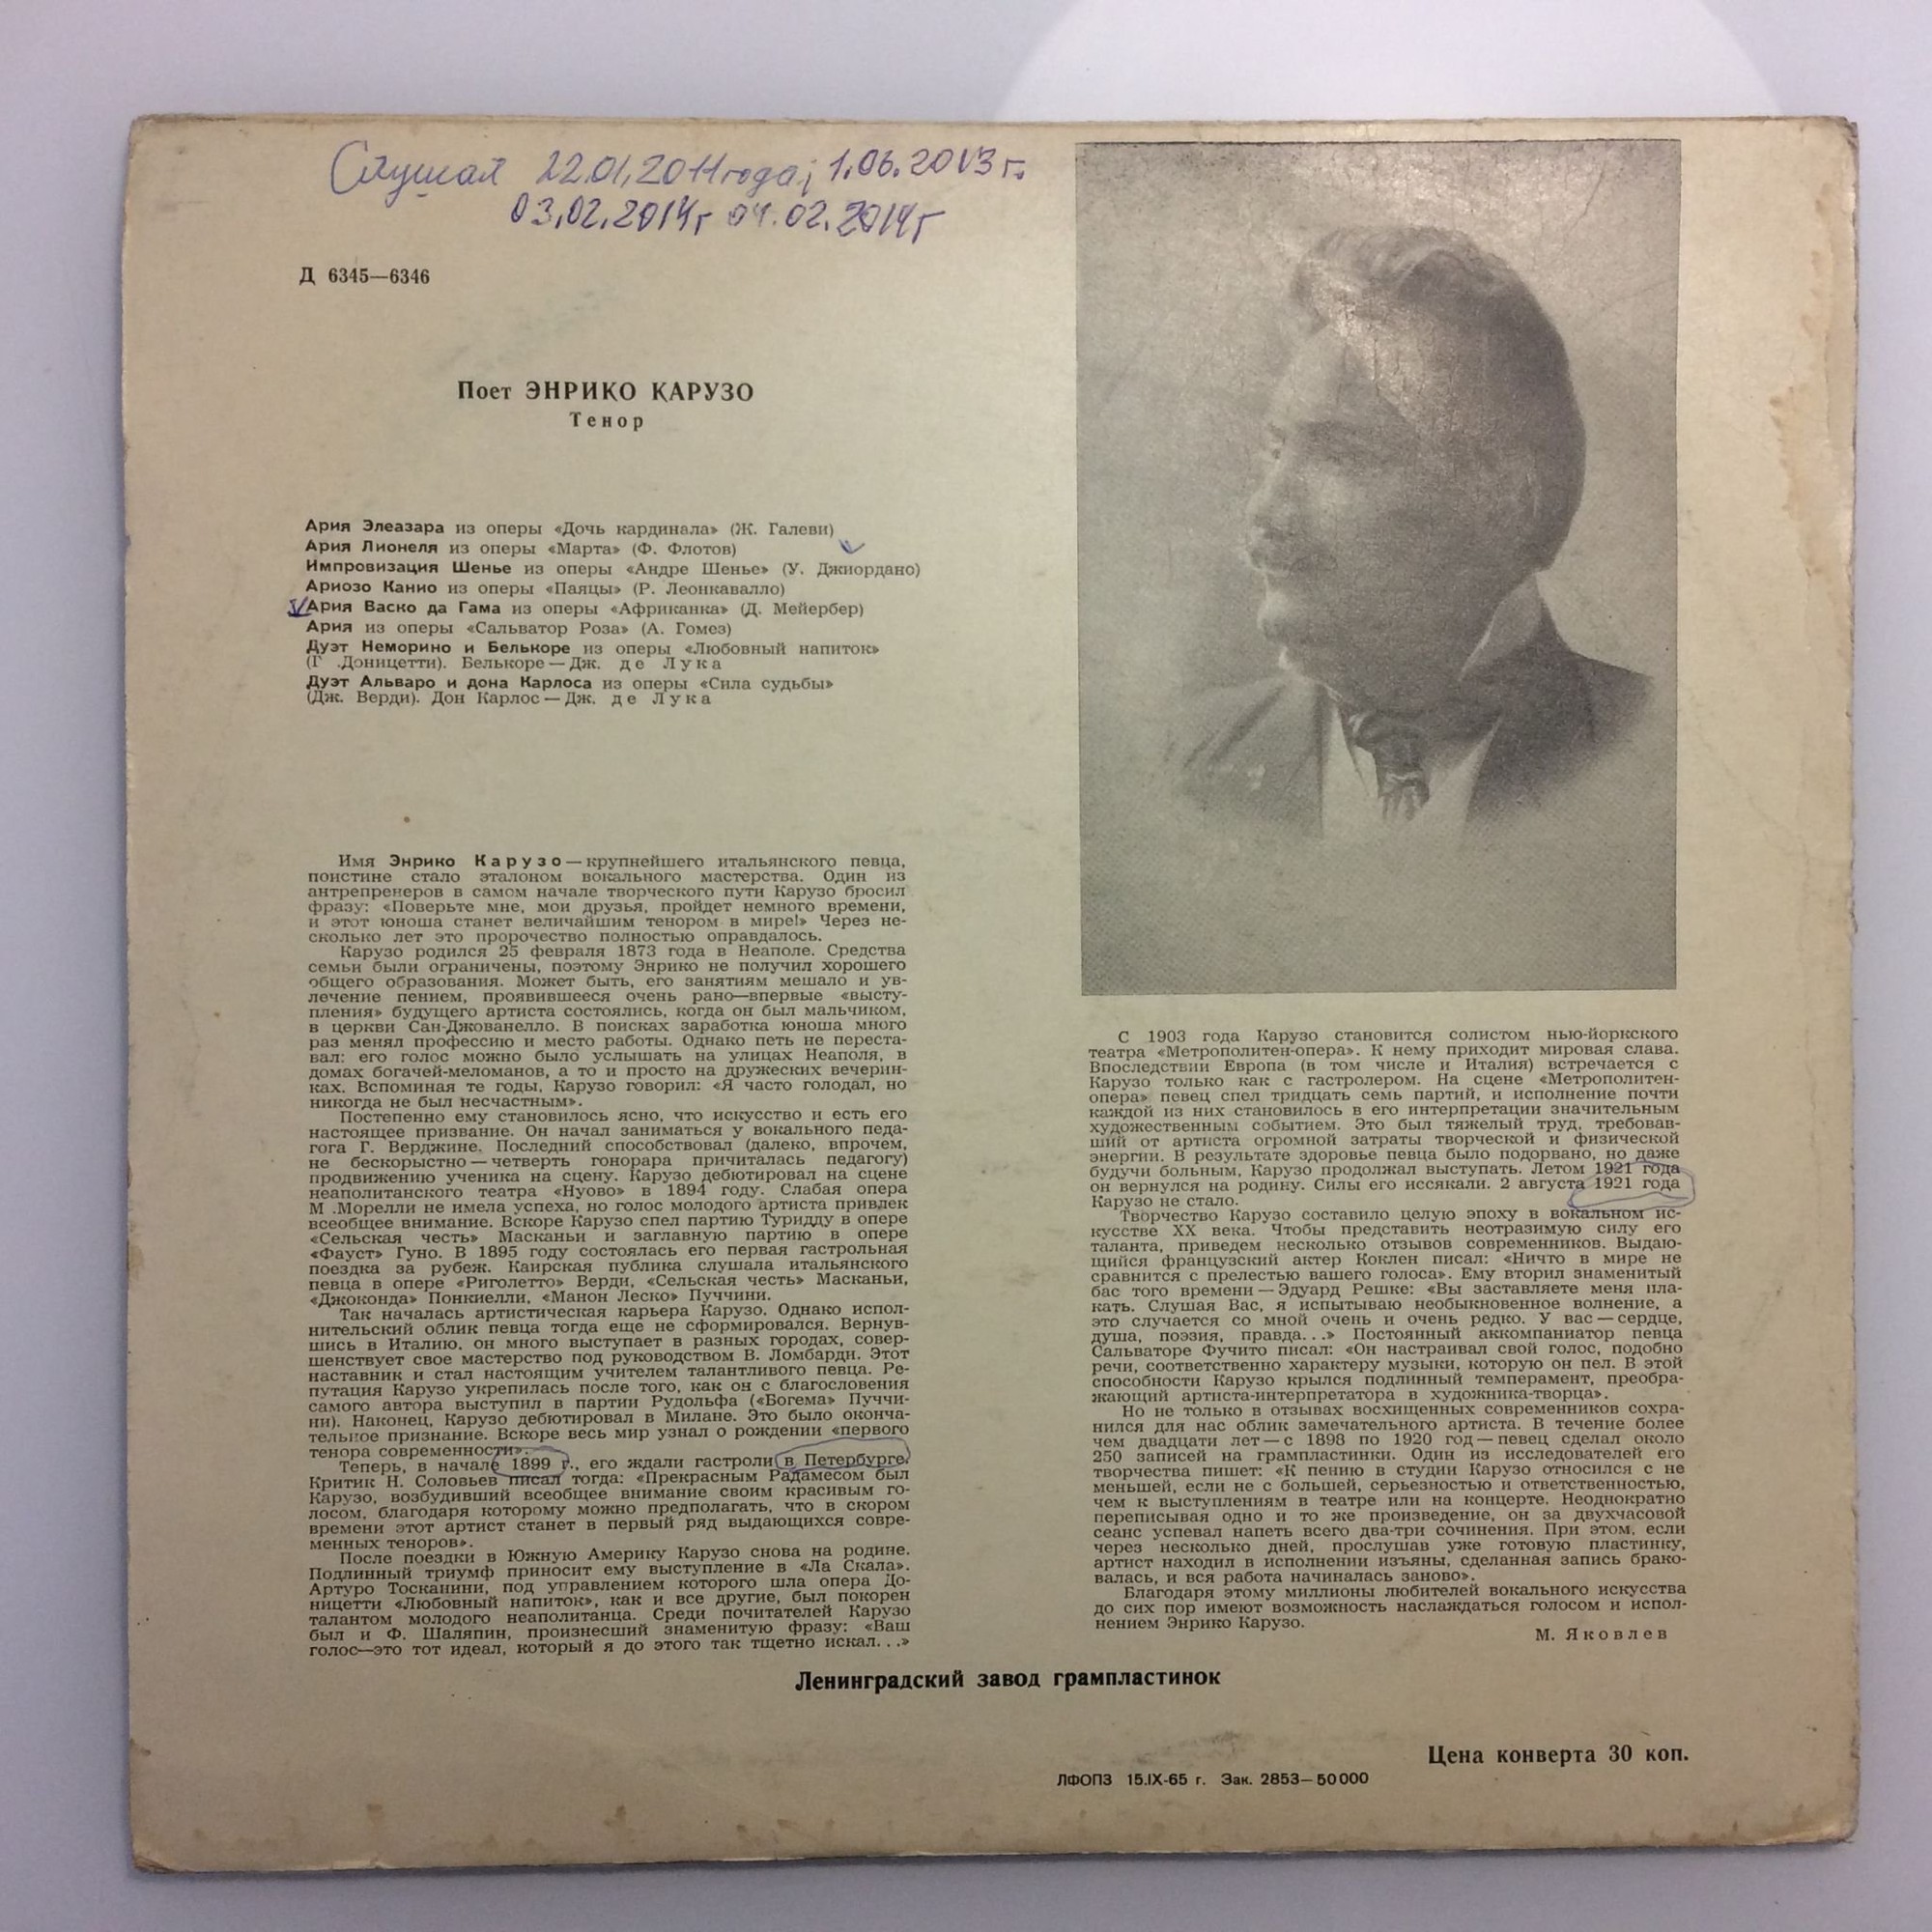 Слушал 22.01.2011 года; 1.06.2013 г.
03.02.2014г 04.02.2014г
Д 6345—6346
Поет ЭНРИКО КАРУЗО
Тенор
Ария Элеазара из оперы «Дочь кардинала» (Ж. Галеви)
Ария Лионеля из оперы «Марта» (Ф. Флотов)
Импровизация Шенье из оперы «Андре Шенье» (У. Джиордано)
Ариозо Канио из оперы «Паяцы» (Р. Леонкавалло)
Ария Васко да Гама из оперы «Африканка» (Д. Мейербер)
Ария из оперы «Сальватор Роза» (А. Гомез)
Дуэт Неморино и Белькоре из оперы «Любовный напиток»
(Г .Доницетти). Белькоре — Дж. де Лука
Дуэт Альваро и дона Карлоса из оперы «Сила судьбы»
(Дж. Верди). Дон Карлос — Дж. де Лука
Имя Энрико Карузо — крупнейшего итальянского певца,
поистине стало эталоном вокального мастерства. Один из
антрепренеров в самом начале творческого пути Карузо бросил
фразу: «Поверьте мне, мои друзья, пройдет немного времени,
и этот юноша станет величайшим тенором в мире!» Через не-
сколько лет это пророчество полностью оправдалось.
Карузо родился 25 февраля 1873 года в Неаполе. Средства
семьи были ограничены, поэтому Энрико не получил хорошего
общего образования. Может быть, его занятиям мешало и ув-
лечение пением, проявившееся очень рано—впервые «высту-
пления» будущего артиста состоялись, когда он был мальчиком,
в церкви Сан-Джованелло. В поисках заработка юноша много
раз менял профессию и место работы. Однако петь не переста-
вал: его голос можно было услышать на улицах Неаполя, в
домах богачей-меломанов, а то и просто на дружеских вечерин-
ках. Вспоминая те годы, Карузо говорил: «Я часто голодал, но
никогда не был несчастным».
Постепенно ему становилось ясно, что искусство и есть его
настоящее призвание. Он начал заниматься у вокального педа-
гога Г. Верджине. Последний способствовал (далеко, впрочем,
не бескорыстно — четверть гонорара причиталась педагогу)
продвижению ученика на сцену. Карузо дебютировал на сцене
неаполитанского театра «Нуово» в 1894 году. Слабая опера
М .Морелли не имела успеха, но голос молодого артиста привлек
всеобщее внимание. Вскоре Карузо спел партию Туридду в опере
«Сельская честь» Масканьи и заглавную партию в опере
«Фауст» Гуно. В 1895 году состоялась его первая гастрольная
поездка за рубеж. Каирская публика слушала итальянского
певца в опере «Риголетто» Верди, «Сельская честь» Масканьи,
«Джоконда» Понкиелли, «Манон Леско» Пуччини.
Так началась артистическая карьера Карузо. Однако испол-
нительский облик певца тогда еще не сформировался. Вернув-
шись в Италию, он много выступает в разных городах, совер-
шенствует свое мастерство под руководством В. Ломбарди. Этот
наставник и стал настоящим учителем талантливого певца. Ре-
путация Карузо укрепилась после того, как он с благословения
самого автора выступил в партии Рудольфа («Богема» Пуччи-
ни). Наконец, Карузо дебютировал в Милане. Это было оконча-
тельное признание. Вскоре весь мир узнал о рождении «первого
тенора современности».
Теперь, в начале 1899 г., его ждали гастроли в Петербурге.
Критик Н. Соловьев писал тогда: «Прекрасным Радамесом был
Карузо, возбудивший всеобщее внимание своим красивым го-
лосом, благодаря которому можно предполагать, что в скором
времени этот артист станет в первый ряд выдающихся совре-
менных теноров».
После поездки в Южную Америку Карузо снова на родине.
Подлинный триумф приносит ему выступление в «Ла Скала».
Артуро Тосканини, под управлением которого шла опера До-
ницетти «Любовный напиток», как и все другие, был покорен
талантом молодого неаполитанца. Среди почитателей Карузо
был и Ф. Шаляпин, произнесший знаменитую фразу: «Ваш
голос—это тот идеал, который я до этого так тщетно искал. . .»
С 1903 года Карузо становится солистом нью-йоркского
театра «Метрополитен-опера». К нему приходит мировая слава.
Впоследствии Европа (в том числе и Италия) встречается с
Карузо только как с гастролером. На сцене «Метрополитен-
опера» певец спел тридцать семь партий, и исполнение почти
каждой из них становилось в его интерпретации значительным
художественным событием. Это был тяжелый труд, требовав-
ший от артиста огромной затраты творческой и физической
энергии. В результате здоровье певца было подорвано, но даже
будучи больным, Карузо продолжал выступать. Летом 1921 года
он вернулся на родину. Силы его иссякали. 2 августа 1921 года
Карузо не стало.
Творчество Карузо составило целую эпоху в вокальном ис-
кусстве XX века. Чтобы представить неотразимую силу его
таланта, приведем несколько отзывов современников. Выдаю-
щийся французский актер Коклен писал: «Ничто в мире не
сравнится с прелестью вашего голоса». Ему вторил знаменитый
бас того времени — Эдуард Решке: «Вы заставляете меня пла-
кать. Слушая Вас, я испытываю необыкновенное волнение, а
это случается со мной очень и очень редко. У вас — сердце,
душа, поэзия, правда. . .» Постоянный аккомпаниатор певца
Сальваторе Фучито писал: «Он настраивал свой голос, подобно
речи, соответственно характеру музыки, которую он пел. В этой
способности Карузо крылся подлинный темперамент, преобра-
жающий артиста-интерпретатора в художника-творца».
Но не только в отзывах восхищенных современников сохра-
нился для нас облик замечательного артиста. В течение более
чем двадцати лет — с 1898 по 1920 год — певец сделал около
250 записей на грампластинки. Один из исследователей его
творчества пишет: «К пению в студии Карузо относился с не
меньшей, если не с большей, серьезностью и ответственностью,
чем к выступлениям в театре или на концерте. Неоднократно
переписывая одно и то же произведение, он за двухчасовой
сеанс успевал напеть всего два-три сочинения. При этом, если
через несколько дней, прослушав уже готовую пластинку,
артист находил в исполнении изъяны, сделанная запись брако-
валась, и вся работа начиналась заново».
Благодаря этому миллионы любителей вокального искусства
до сих пор имеют возможность наслаждаться голосом и испол-
нением Энрико Карузо.
М. Яковлев
Ленинградский завод грампластинок
Цена конверта 30 коп.
ЛФОПЗ 15.IX-65 г. Зак. 2853—50000